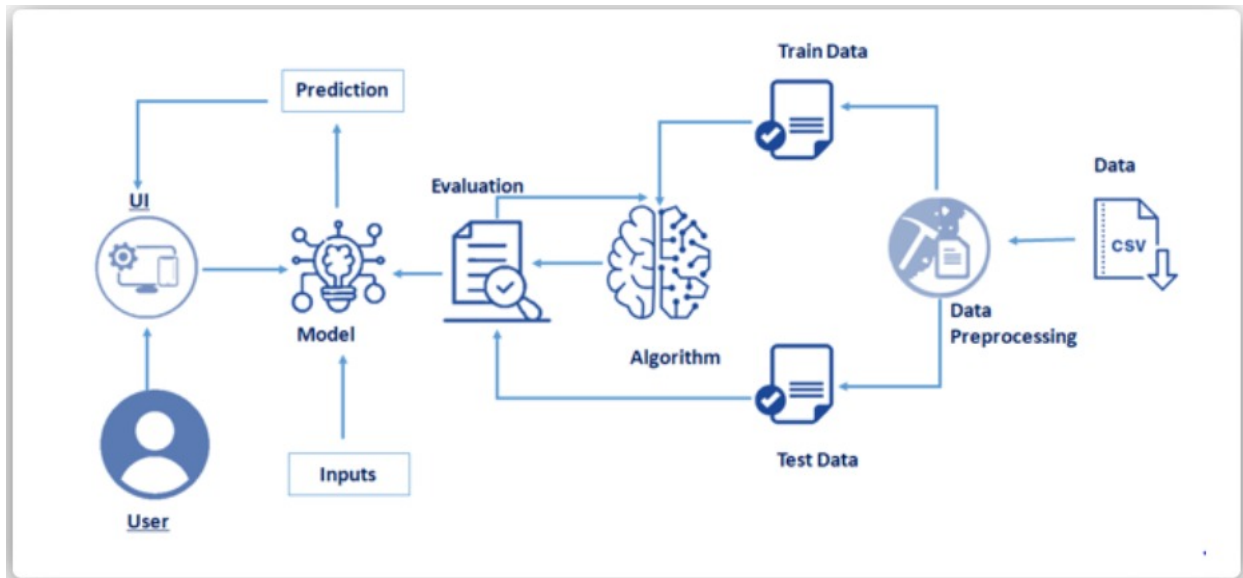 Train Data
Prediction
Data
Evaluation
UI
CSV
Model
Data
Preprocessing
Algorithm
Test Data
Inputs
User